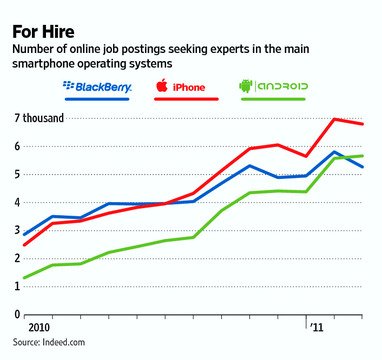 For Hire
Number of online job postings seeking experts in the main
smartphone operating systems
BlackBerry. iPhone ANDROID
7 thousand
6
5
4
3
2
1
0
2010 '11
Source: Indeed.com